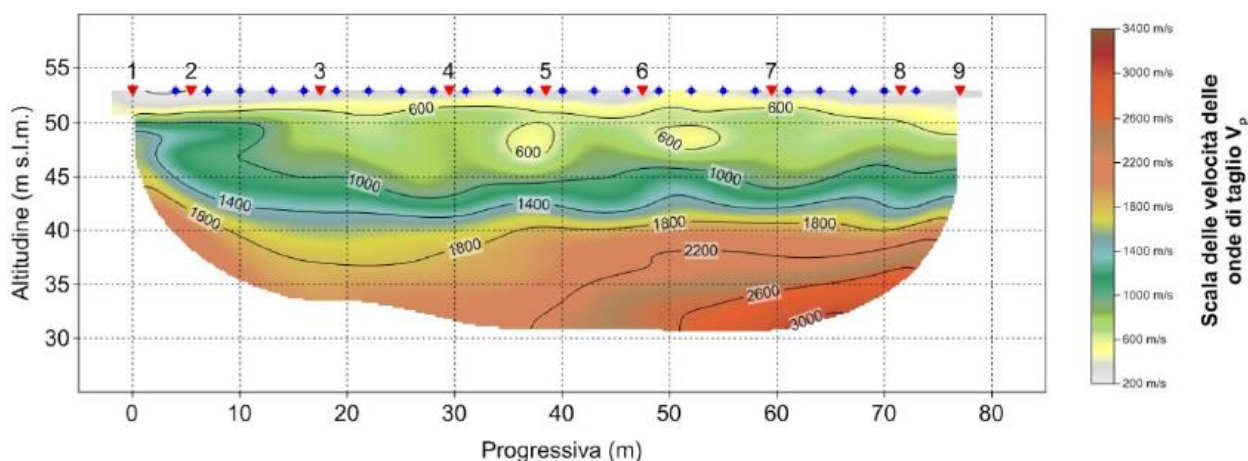 55
50
45
40
35
30
Altitudine (m s.l.m.)
1 2 3 4 5 6 7 8 9
600
600
600
600
1000
1000
1400
1400
1800
1800
1800
1800
2200
2600
3000
0 10 20 30 40 50 60 70 80
Progressiva (m)
3400 m/s
3000 m/s
2600 m/s
2200 m/s
1800 m/s
1400 m/s
1000 m/s
600 m/s
200 m/s
Scala delle velocità delle
onde di taglio Vp